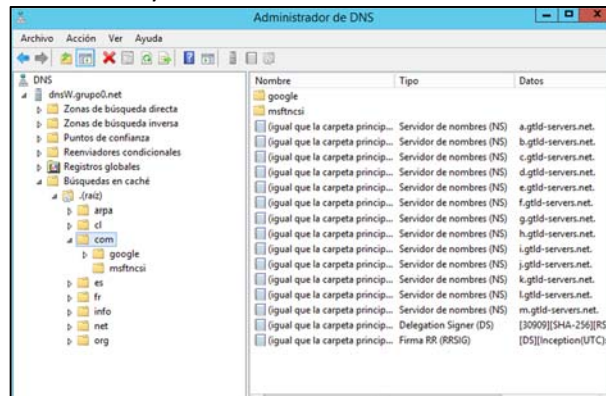 Administrador de DNS
Archivo Acción Ver Ayuda
DNS
dnsW.grupo0.net
Zonas de búsqueda directa
Zonas de búsqueda inversa
Puntos de confianza
Reenviadores condicionales
Registros globales
Búsquedas en caché
.(raíz)
arpa
cl
com
google
msftncsi
es
fr
info
net
org
Nombre Tipo Datos
google
msftncsi
(igual que la carpeta princip... Servidor de nombres (NS) a.gtld-servers.net.
(igual que la carpeta princip... Servidor de nombres (NS) b.gtld-servers.net.
(igual que la carpeta princip... Servidor de nombres (NS) c.gtld-servers.net.
(igual que la carpeta princip... Servidor de nombres (NS) d.gtld-servers.net.
(igual que la carpeta princip... Servidor de nombres (NS) e.gtld-servers.net.
(igual que la carpeta princip... Servidor de nombres (NS) f.gtld-servers.net.
(igual que la carpeta princip... Servidor de nombres (NS) g.gtld-servers.net.
(igual que la carpeta princip... Servidor de nombres (NS) h.gtld-servers.net.
(igual que la carpeta princip... Servidor de nombres (NS) i.gtld-servers.net.
(igual que la carpeta princip... Servidor de nombres (NS) j.gtld-servers.net.
(igual que la carpeta princip... Servidor de nombres (NS) k.gtld-servers.net.
(igual que la carpeta princip... Servidor de nombres (NS) l.gtld-servers.net.
(igual que la carpeta princip... Servidor de nombres (NS) m.gtld-servers.net.
(igual que la carpeta princip... Delegation Signer (DS) [30909][SHA-256][RS
(igual que la carpeta princip... Firma RR (RRSIG) [DS][Inception(UTC):